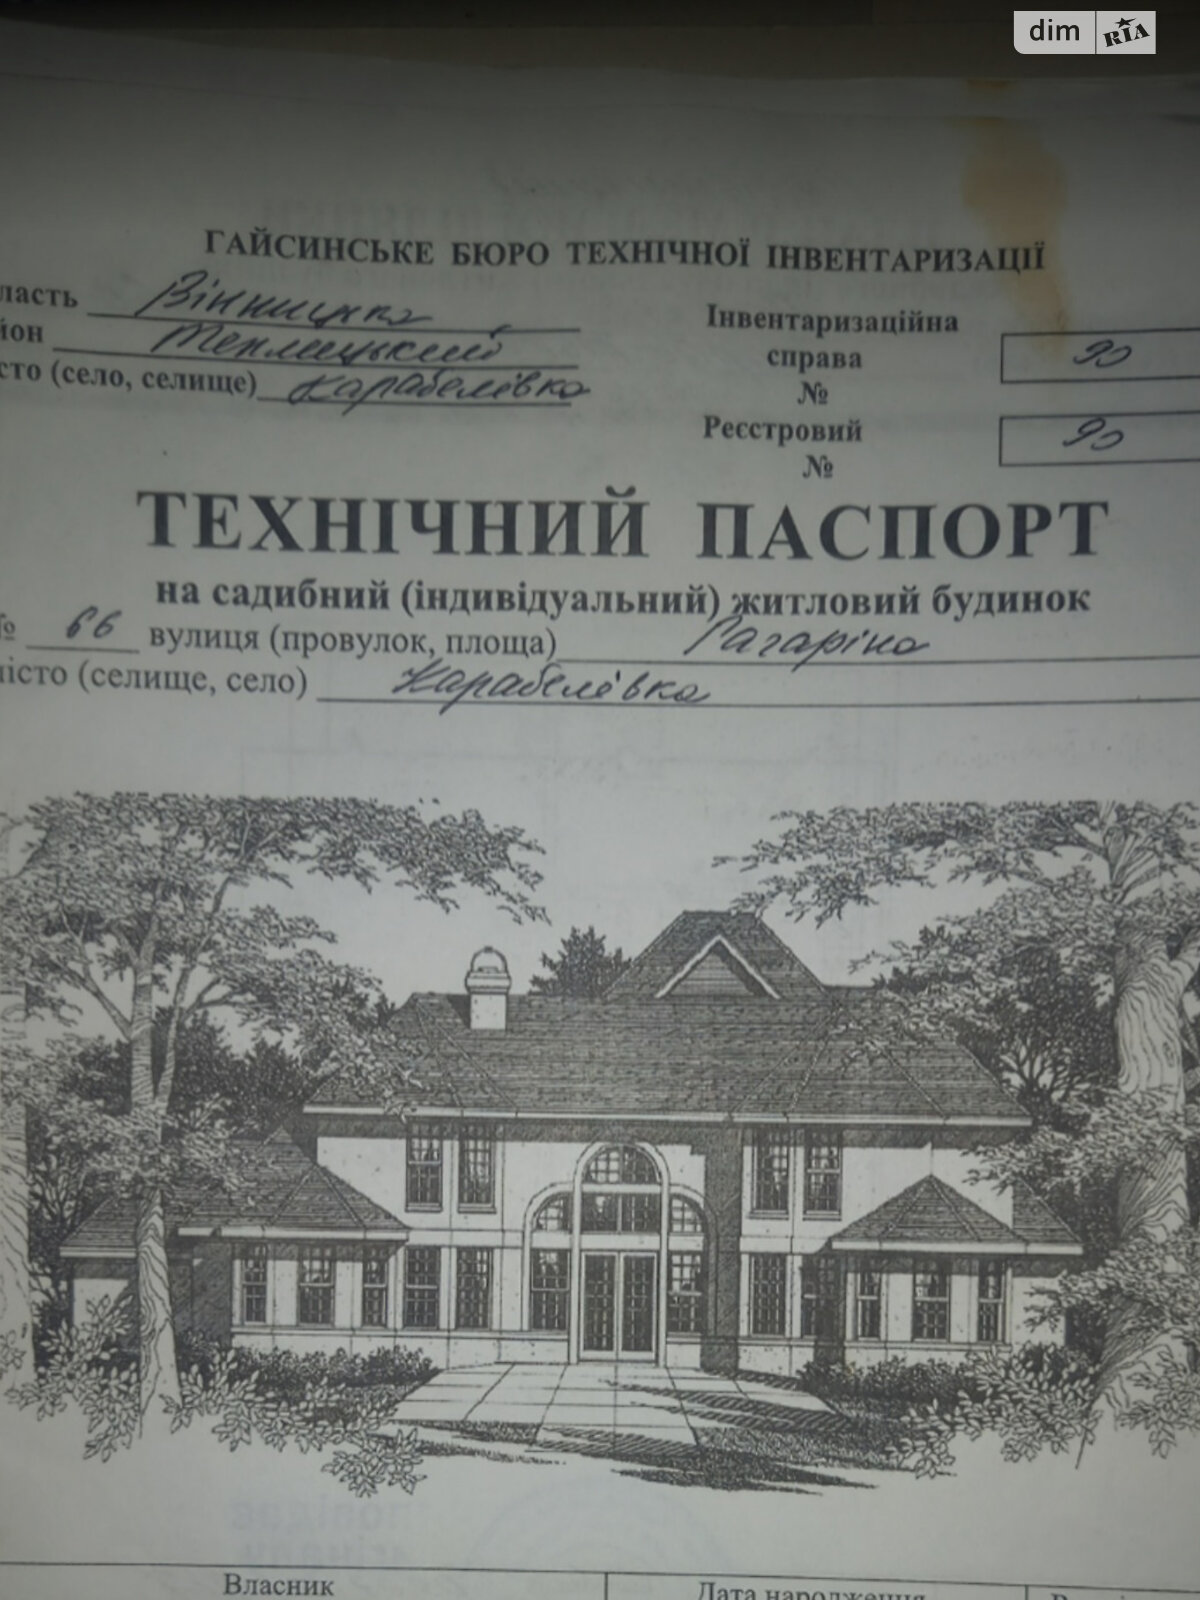 dim RIA
ГАЙСИНСЬКЕ БЮРО ТЕХНІЧНОЇ ІНВЕНТАРИЗАЦІЇ
ласть Вінницька
йон Теплицький
сто (село, селище) Карабелівка
Інвентаризаційна
справа
№
90
Реєстровий
№
90
ТЕХНІЧНИЙ ПАСПОРТ
на садибний (індивідуальний) житловий будинок
№ 66 вулиця (провулок, площа) Гагаріна
місто (селище, село) Карабелівка
Власник
Дата народження